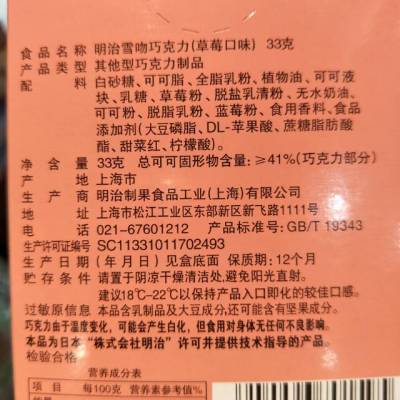 食品名称 明治雪吻巧克力(草莓口味) 33克
产品类型 其他型巧克力制品
配料 白砂糖、可可脂、全脂乳粉、植物油、可可液
块、乳糖、草莓粉、脱盐乳清粉、无水奶油、
可可粉、脱脂乳粉、蓝莓粉、食用香料、食品
添加剂(大豆磷脂、DL-苹果酸、蔗糖脂肪酸
酯、甜菜红、柠檬酸)。
净含量 33克 总可可固形物含量:≥41%(巧克力部分)
产地 上海市
生产商 明治制果食品工业(上海)有限公司
地址 上海市松江工业区东部新区新飞路1111号
电话 021-67601212 产品标准号:GB/T 19343
生产许可证编号 SC11331011702493
生产日期 (年月日)见盒底面 保质期:12个月
贮存条件 请置于阴凉干燥清洁处,避免阳光直射。
建议18℃-22℃以保持产品入口即化的较佳口感。
过敏原信息 本品含乳制品及大豆成分,还可能含有坚果成分。
巧克力由于温度变化,可能会产生白化,但食用对身体无任何不良影响。
本品为日本“株式会社明治”许可并提供技术指导的产品。
检验合格
营养成分表
项目 每100克 营养素参考值%